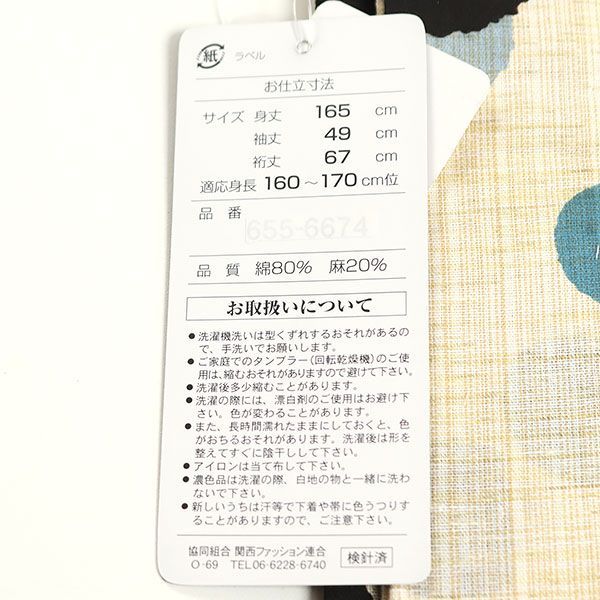 紙 ラベル
お仕立寸法
サイズ 身丈 165 cm
袖丈 49 cm
裄丈 67 cm
適応身長 160〜170cm位
品番 655-6674
品質 綿80% 麻20%
お取扱いについて
●洗濯機洗いは型くずれするおそれがあるの
で、手洗いでお願いします。
●ご家庭でのタンブラー(回転乾燥機)のご使
用は、縮むおそれがありますので避けて下さい。
●洗濯後多少縮むことがあります。
●洗濯の際には、漂白剤のご使用はお避け下
さい。色が変わることがあります。
●また、長時間濡れたままにしておくと、色
がおちるおそれがあります。洗濯後は形を
整えてすぐに陰干しして下さい。
●アイロンは当て布して下さい。
●濃色品は洗濯の際、白地の物と一緒に洗わ
ないで下さい。
●新しいうちは汗等で下着や帯に色うつりす
ることがありますので、ご注意下さい。
協同組合 関西ファッション連合
O-69 TEL06-6228-6740 検針済